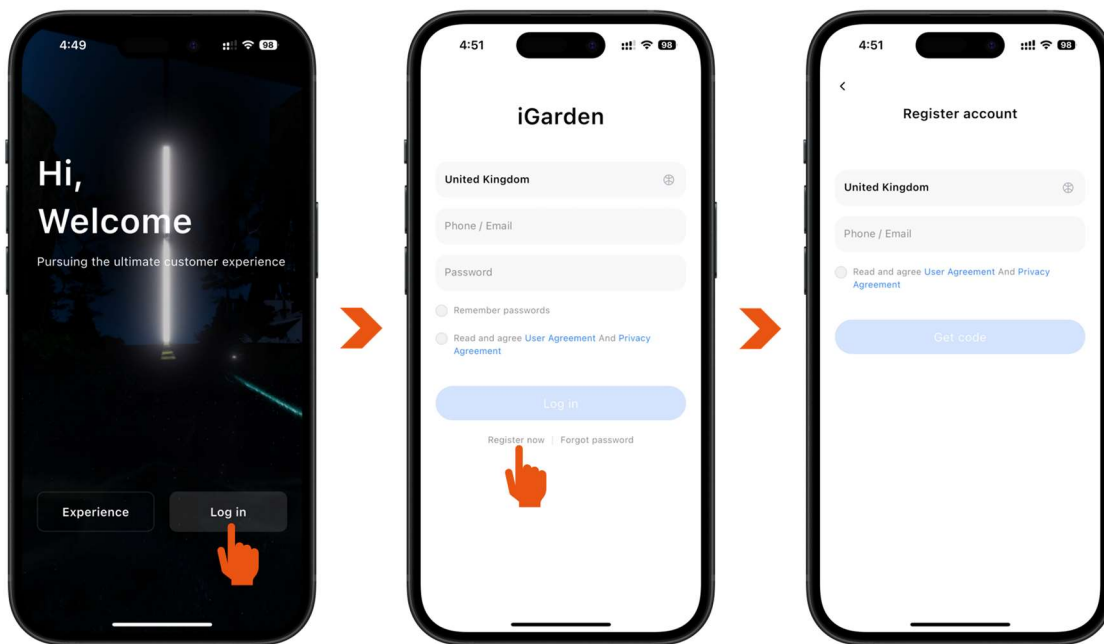 4:49
98
Hi,
Welcome
Pursuing the ultimate customer experience
Experience
Log in
4:51
98
iGarden
United Kingdom
Phone / Email
Password
Remember passwords
Read and agree User Agreement And Privacy
Agreement
Log in
Register now | Forgot password
4:51
98
Register account
United Kingdom
Phone / Email
Read and agree User Agreement And Privacy
Agreement
Get code